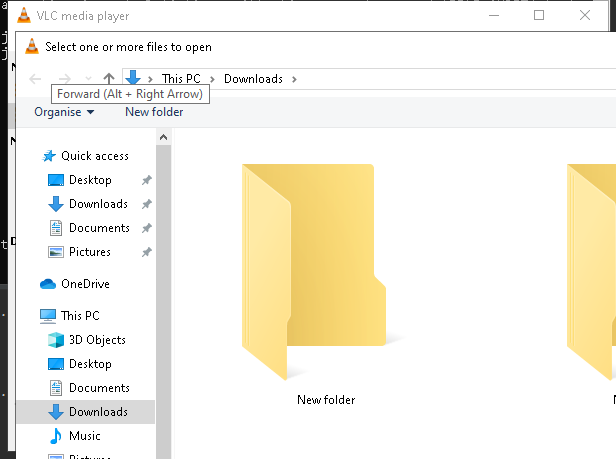 VLC media player
Select one or more files to open
This PC > Downloads >
Forward (Alt + Right Arrow)
Organise New folder
Quick access
Desktop
Downloads
Documents
Pictures
OneDrive
This PC
3D Objects
Desktop
Documents
Downloads
Music
Pictures
New folder